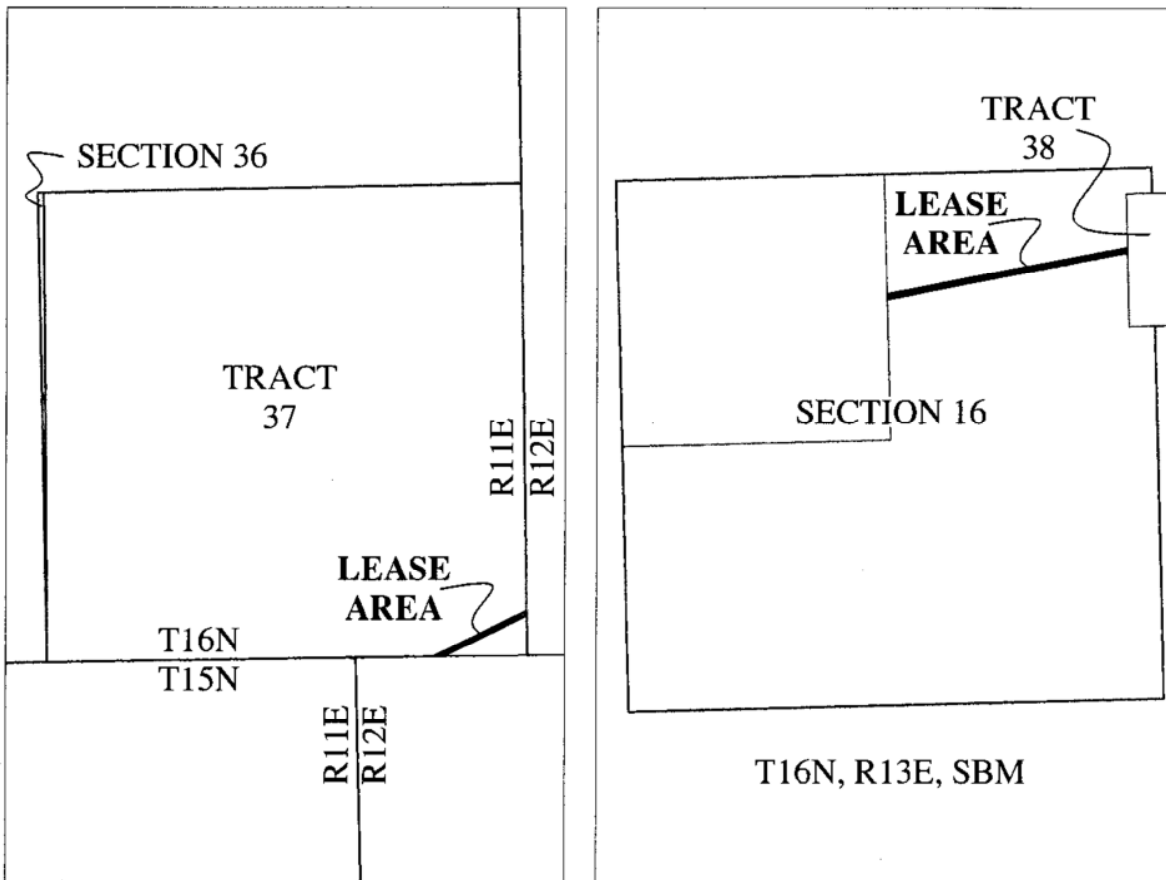 SECTION 36
TRACT
37
R11E
R12E
LEASE
AREA
T16N
T15N
R11E
R12E
TRACT
38
LEASE
AREA
SECTION 16
T16N, R13E, SBM